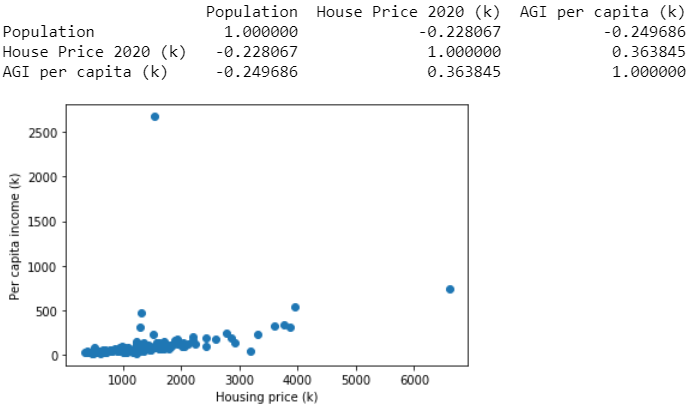 Population House Price 2020 (k) AGI per capita (k)
Population 1.000000 -0.228067 -0.249686
House Price 2020 (k) -0.228067 1.000000 0.363845
AGI per capita (k) -0.249686 0.363845 1.000000
2500
2000
1500
1000
500
0
Per capita income (k)
1000 2000 3000 4000 5000 6000
Housing price (k)